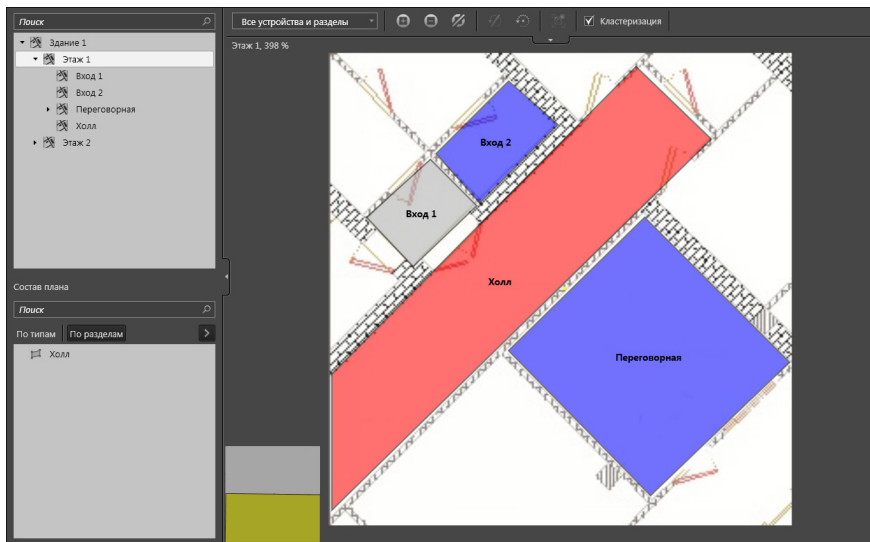 Поиск
Здание 1
Этаж 1
Вход 1
Вход 2
Переговорная
Холл
Этаж 2
Состав плана
Поиск
По типам По разделам
Холл
Все устройства и разделы Кластеризация
Этаж 1, 398 %
Вход 2
Вход 1
Холл
Переговорная